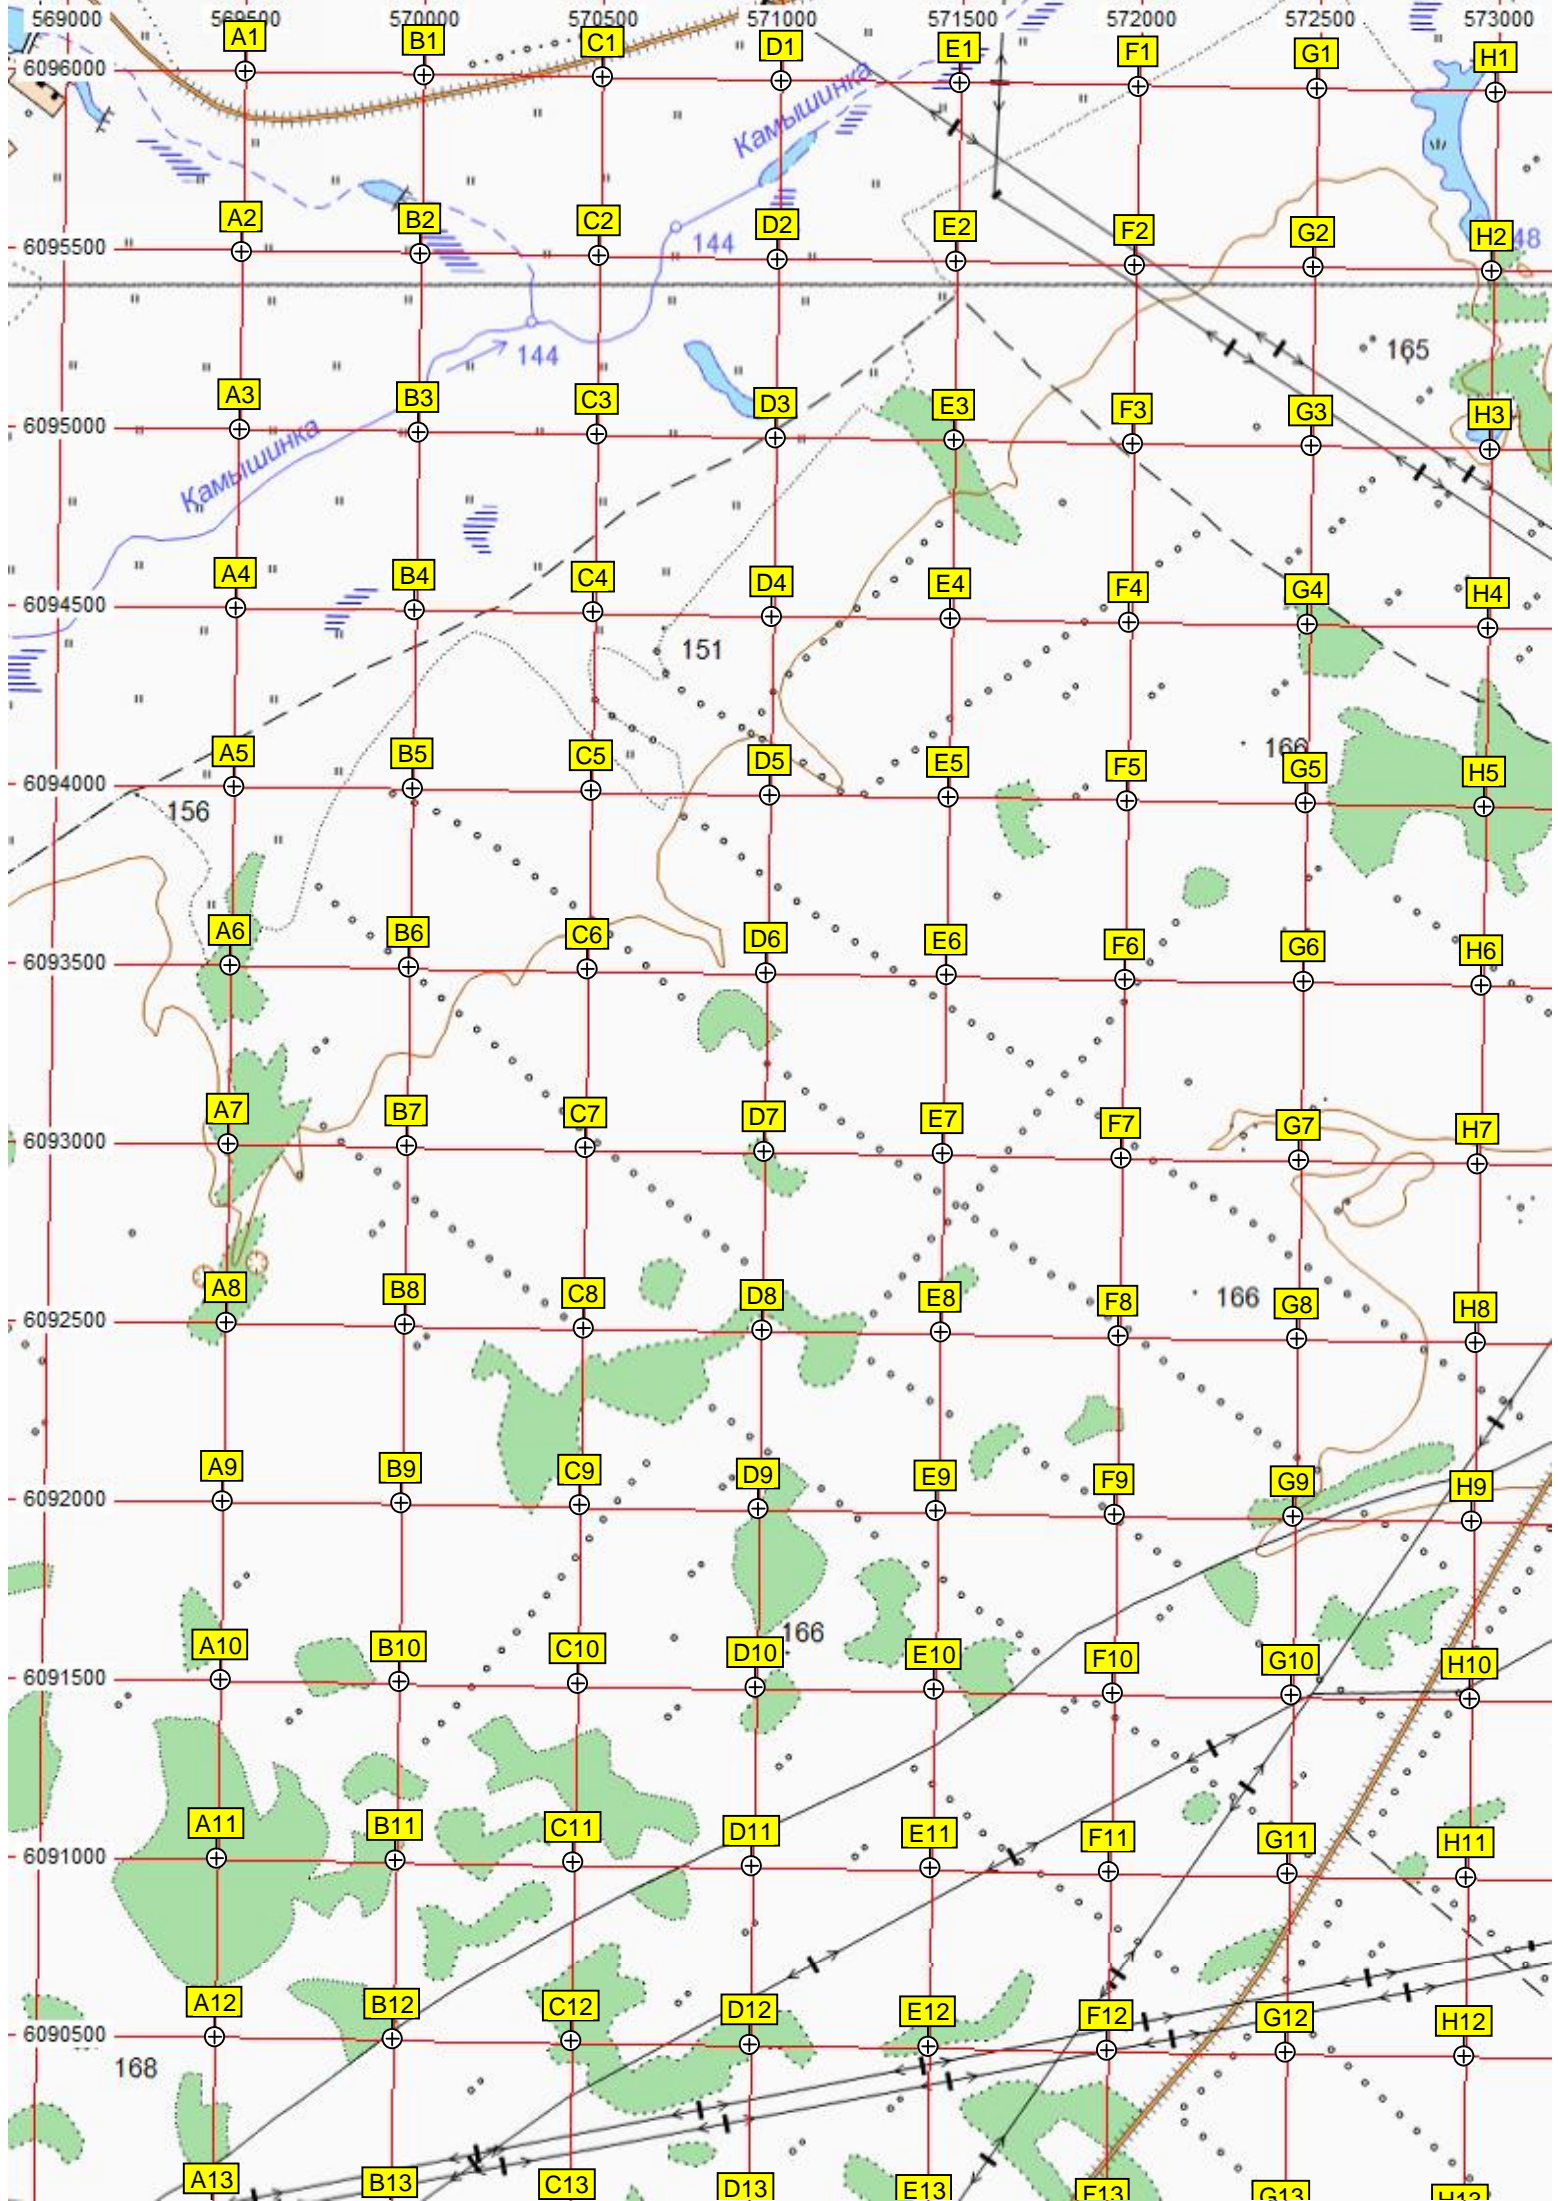 569000 569500 570000 570500 571000 571500 572000 572500 573000
A1 B1 C1 D1 E1 F1 G1 H1
6096000
Камышинка
A2 B2 C2 D2 E2 F2 G2 H2
144 48
6095500
144 165
A3 B3 C3 D3 E3 F3 G3 H3
6095000
Камышинка
A4 B4 C4 D4 E4 F4 G4 H4
6094500
151
166
A5 B5 C5 D5 E5 F5 G5 H5
6094000
156
A6 B6 C6 D6 E6 F6 G6 H6
6093500
A7 B7 C7 D7 E7 F7 G7 H7
6093000
166
A8 B8 C8 D8 E8 F8 G8 H8
6092500
A9 B9 C9 D9 E9 F9 G9 H9
6092000
166
A10 B10 C10 D10 E10 F10 G10 H10
6091500
A11 B11 C11 D11 E11 F11 G11 H11
6091000
A12 B12 C12 D12 E12 F12 G12 H12
6090500
168
A13 B13 C13 D13 E13 F13 G13 H13